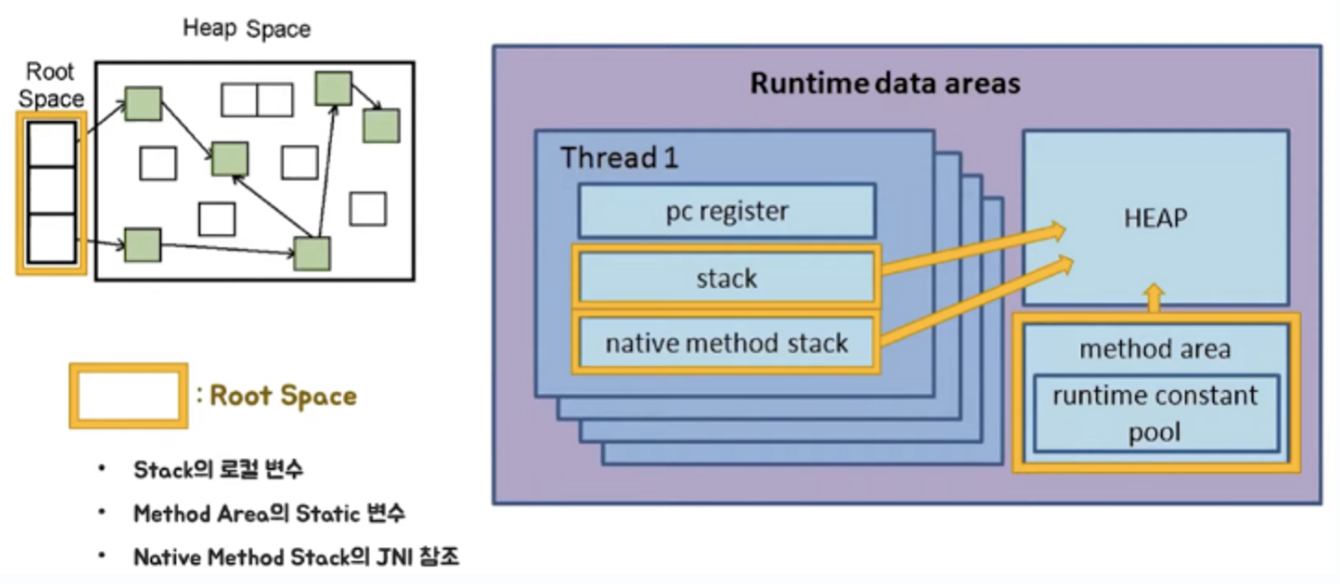 Heap Space
Root
Space
: Root Space
• Stack의 로컬 변수
• Method Area의 Static 변수
• Native Method Stack의 JNI 참조
Runtime data areas
Thread 1
pc register
stack
native method stack
HEAP
method area
runtime constant
pool